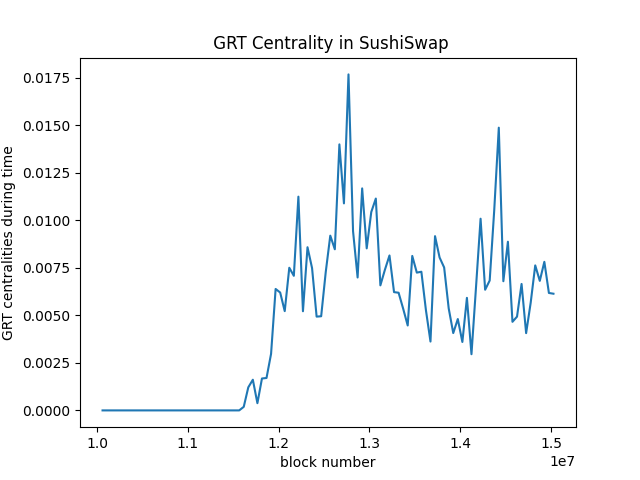 GRT Centrality in SushiSwap
GRT centralities during time
0.0175
0.0150
0.0125
0.0100
0.0075
0.0050
0.0025
0.0000
1.0 1.1 1.2 1.3 1.4 1.5
1e7
block number